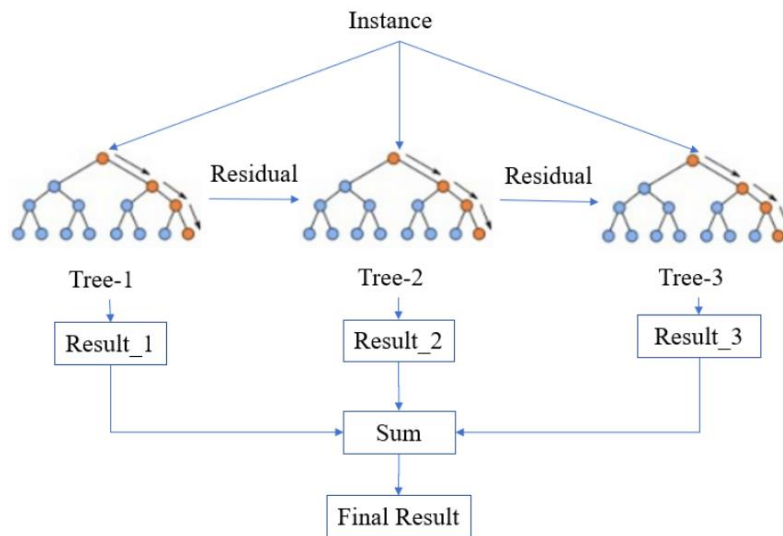 Instance
Residual
Residual
Tree-1
Tree-2
Tree-3
Result_1
Result_2
Result_3
Sum
Final Result